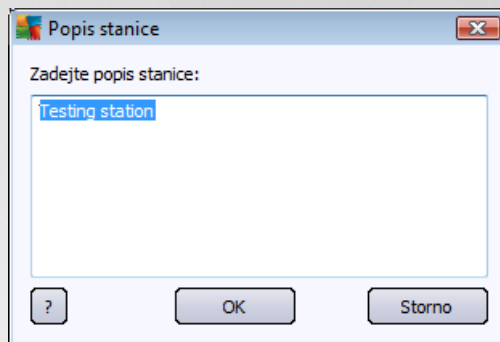 Popis stanice
Zadejte popis stanice:
Testing station
? OK Storno